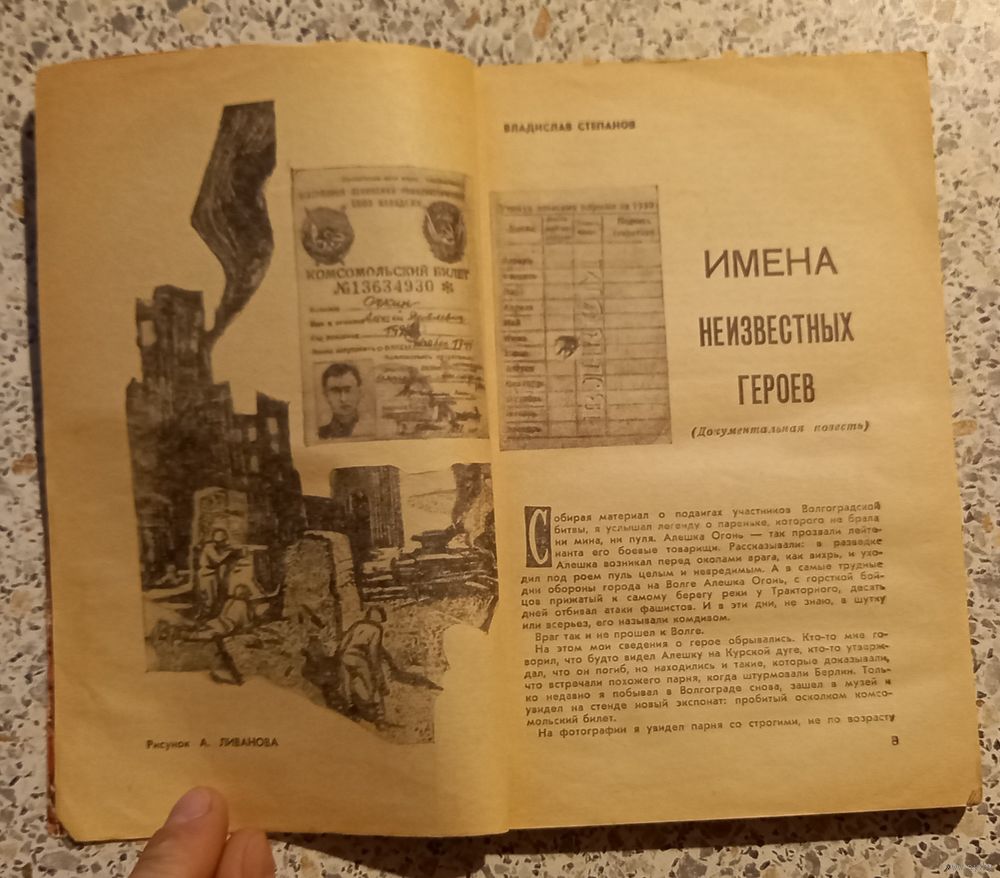 КОМСОМОЛЬСКИЙ БИЛЕТ
№13634930
Рисунок А. ЛИВАНОВА
ВЛАДИСЛАВ СТЕПАНОВ
ИМЕНА
НЕИЗВЕСТНЫХ
ГЕРОЕВ
(Документальная повесть)
Собирая материал о подвигах участников Волгоградской
битвы, я услышал легенду о пареньке, которого не брала
ни мина, ни пуля. Алешка Огонь — так прозвали лейте-
нанта его боевые товарищи. Рассказывали: в разведке
Алешка возникал перед окопами врага, как вихрь, и ухо-
дил под роем пуль целым и невредимым. А в самые трудные
дни обороны города на Волге Алешка Огонь, с горсткой бой-
цов прижатый к самому берегу реки у Тракторного, десять
дней отбивал атаки фашистов. И в эти дни, не знаю, в шутку
или всерьез, его называли комдивом.
Враг так и не прошел к Волге.
На этом мои сведения о герое обрывались. Кто-то мне го-
ворил, что будто видел Алешку на Курской дуге, кто-то утверж-
дал, что он погиб, но находились и такие, которые доказывали,
что встречали похожего парня, когда штурмовали Берлин. Толь-
ко недавно я побывал в Волгограде снова, зашел в музей и
увидел на стенде новый экспонат: пробитый осколком комсо-
мольский билет.
На фотографии я увидел парня со строгими, не по возрасту
3